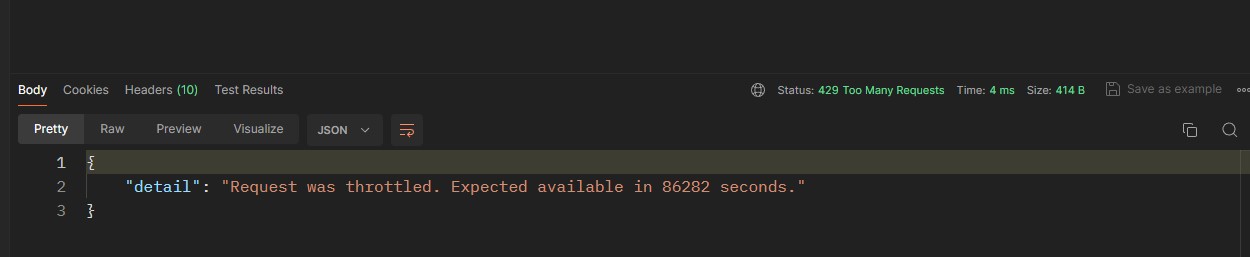 Body Cookies Headers (10) Test Results Status: 429 Too Many Requests Time: 4 ms Size: 414 B Save as example
Pretty Raw Preview Visualize JSON
1 {
2 "detail": "Request was throttled. Expected available in 86282 seconds."
3 }